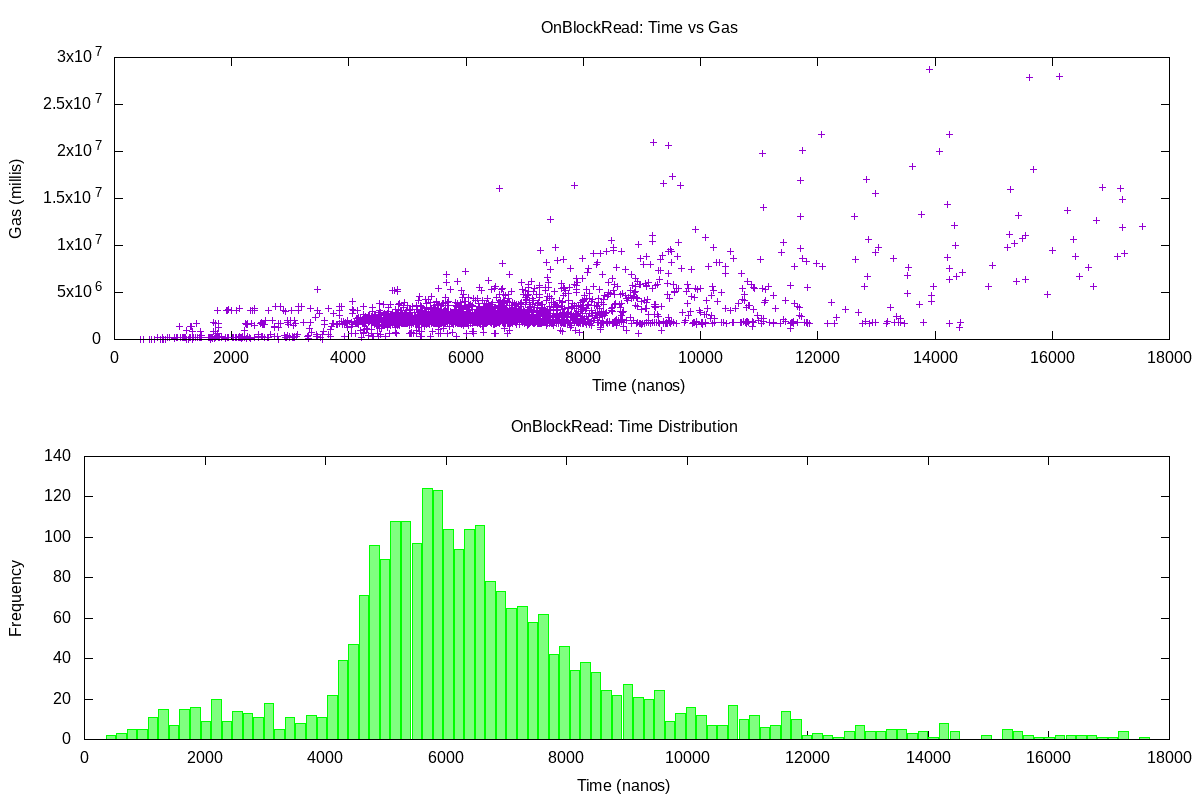 OnBlockRead: Time vs Gas
3x10^7
2.5x10^7
2x10^7
1.5x10^7
1x10^7
5x10^6
0
Gas (millis)
0 2000 4000 6000 8000 10000 12000 14000 16000 18000
Time (nanos)
OnBlockRead: Time Distribution
140
120
100
80
60
40
20
0
Frequency
0 2000 4000 6000 8000 10000 12000 14000 16000 18000
Time (nanos)